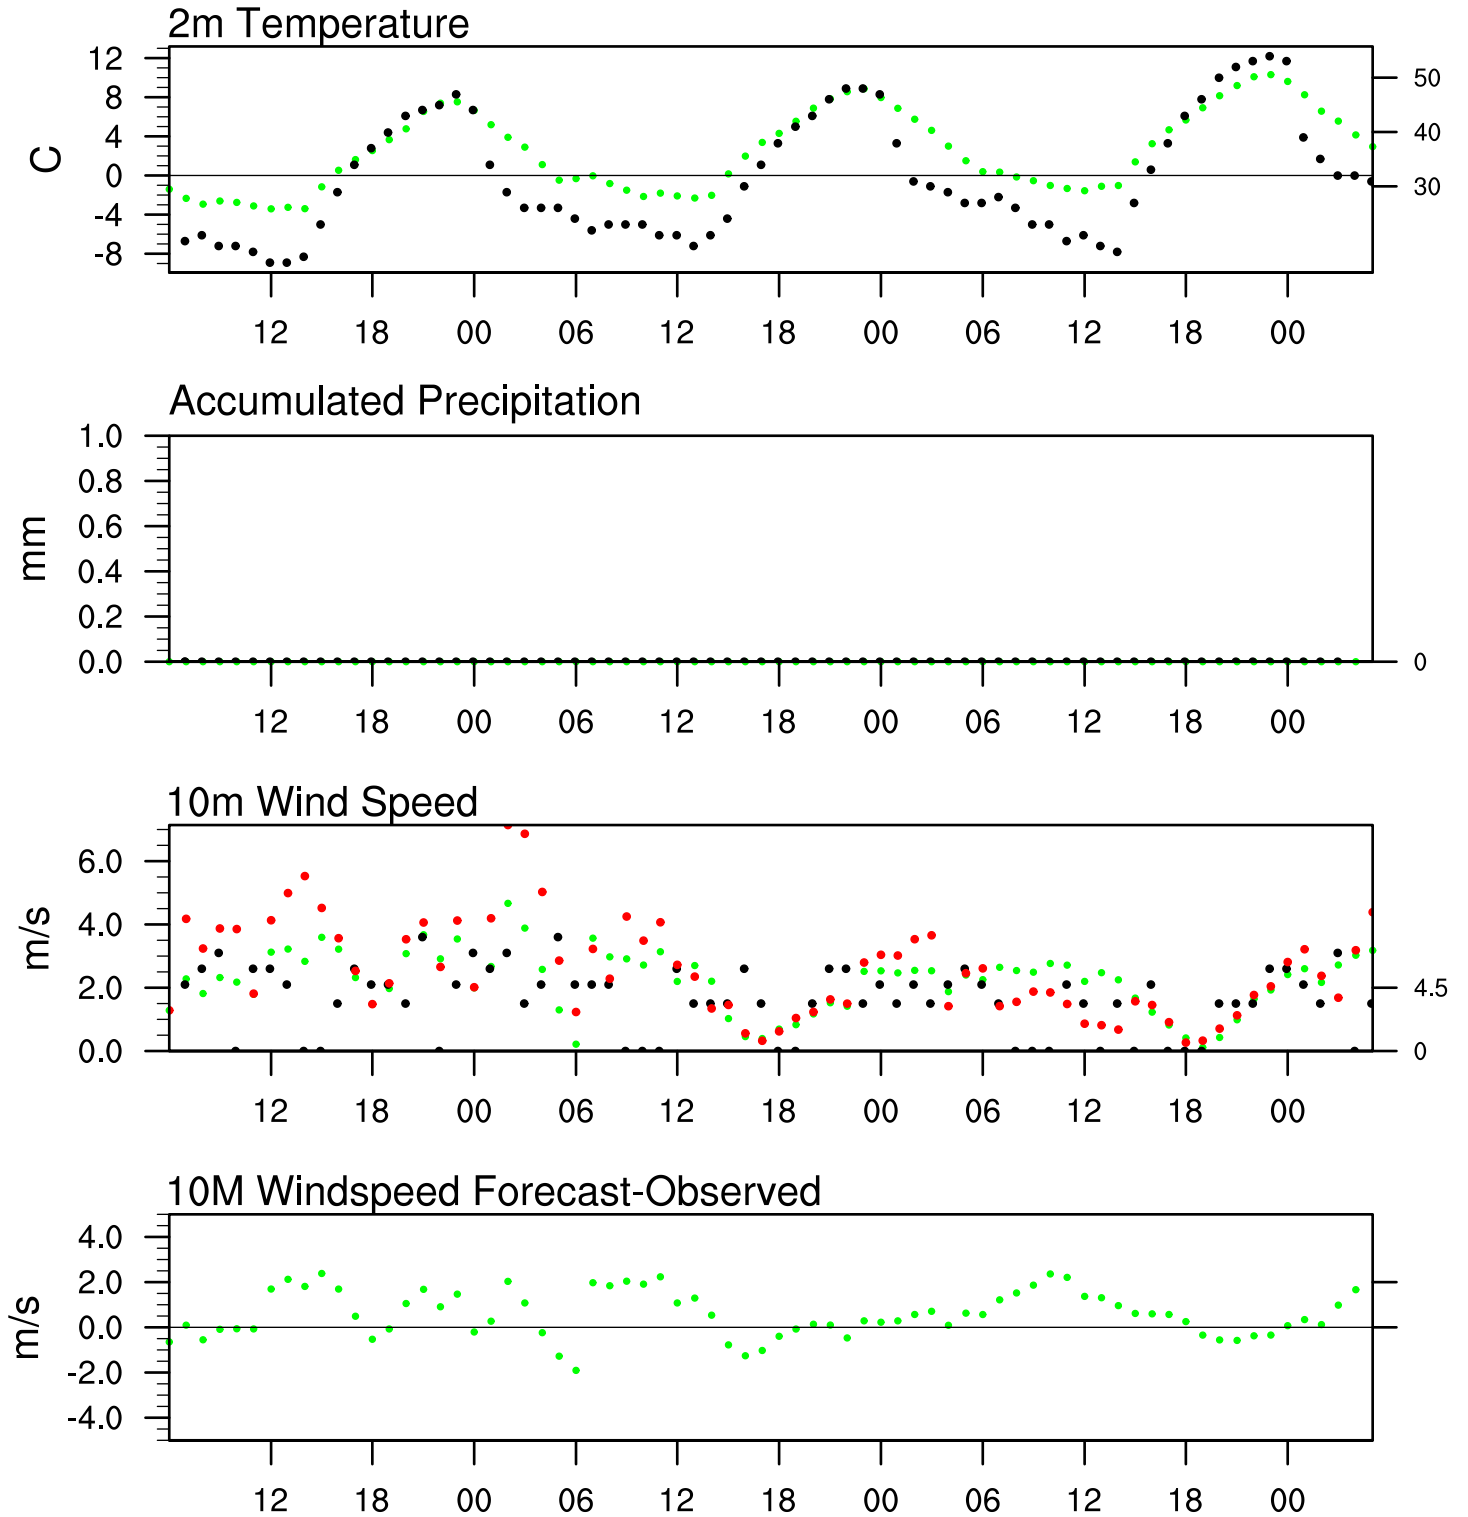 2m Temperature
12
8
4
0
-4
-8
C
50
40
30
12 18 00 06 12 18 00 06 12 18 00
Accumulated Precipitation
1.0
0.8
0.6
0.4
0.2
0.0
mm
0
12 18 00 06 12 18 00 06 12 18 00
10m Wind Speed
6.0
4.0
2.0
0.0
m/s
4.5
0
12 18 00 06 12 18 00 06 12 18 00
10M Windspeed Forecast-Observed
4.0
2.0
0.0
-2.0
-4.0
m/s
12 18 00 06 12 18 00 06 12 18 00